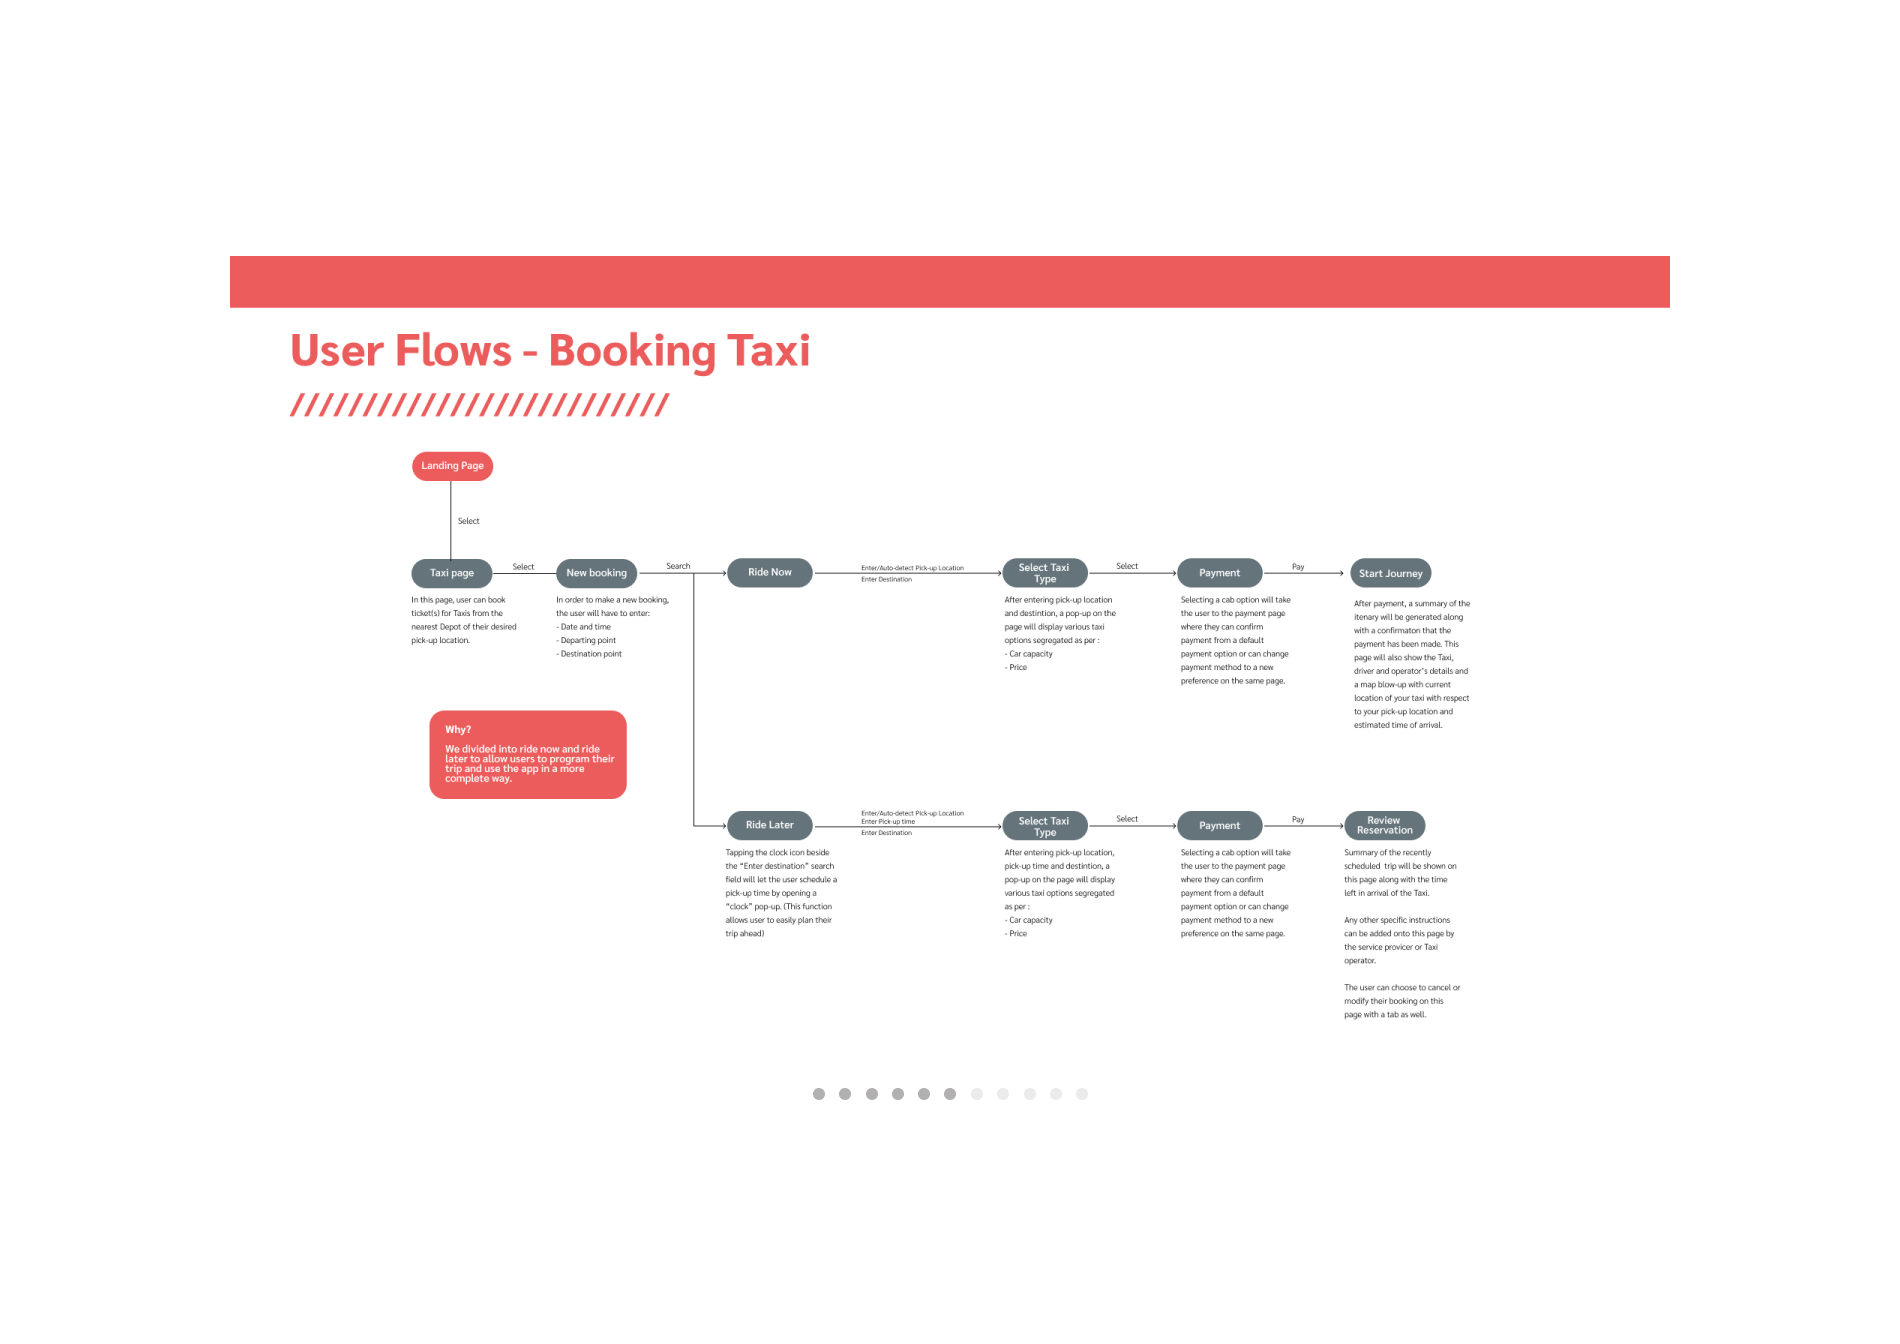 User Flows - Booking Taxi
Landing Page
Select
Taxi page
Select
New booking
Search
Ride Now
Enter/Auto-detect Pick-up Location
Enter Destination
Select Taxi
Type
Select
Payment
Pay
Start Journey
In this page, user can book
ticket(s) for Taxis from the
nearest Depot of their desired
pick-up location.
In order to make a new booking,
the user will have to enter:
- Date and time
- Departing point
- Destination point
After entering pick-up location
and destintion, a pop-up on the
page will display various taxi
options segregated as per :
- Car capacity
- Price
Selecting a cab option will take
the user to the payment page
where they can confirm
payment from a default
payment option or can change
payment method to a new
preference on the same page.
After payment, a summary of the
itenary will be generated along
with a confirmaton that the
payment has been made. This
page will also show the Taxi,
driver and operator's details and
a map blow-up with current
location of your taxi with respect
to your pick-up location and
estimated time of arrival.
Why?
We divided into ride now and ride
later to allow users to program their
trip and use the app in a more
complete way.
Ride Later
Enter/Auto-detect Pick-up Location
Enter Pick-up time
Enter Destination
Select Taxi
Type
Select
Payment
Pay
Review
Reservation
Tapping the clock icon beside
the “Enter destination” search
field will let the user schedule a
pick-up time by opening a
“clock” pop-up. (This function
allows user to easily plan their
trip ahead)
After entering pick-up location,
pick-up time and destintion, a
pop-up on the page will display
various taxi options segregated
as per :
- Car capacity
- Price
Selecting a cab option will take
the user to the payment page
where they can confirm
payment from a default
payment option or can change
payment method to a new
preference on the same page.
Summary of the recently
scheduled trip will be shown on
this page along with the time
left in arrival of the Taxi.
Any other specific instructions
can be added onto this page by
the service provicer or Taxi
operator.
The user can choose to cancel or
modify their booking on this
page with a tab as well.